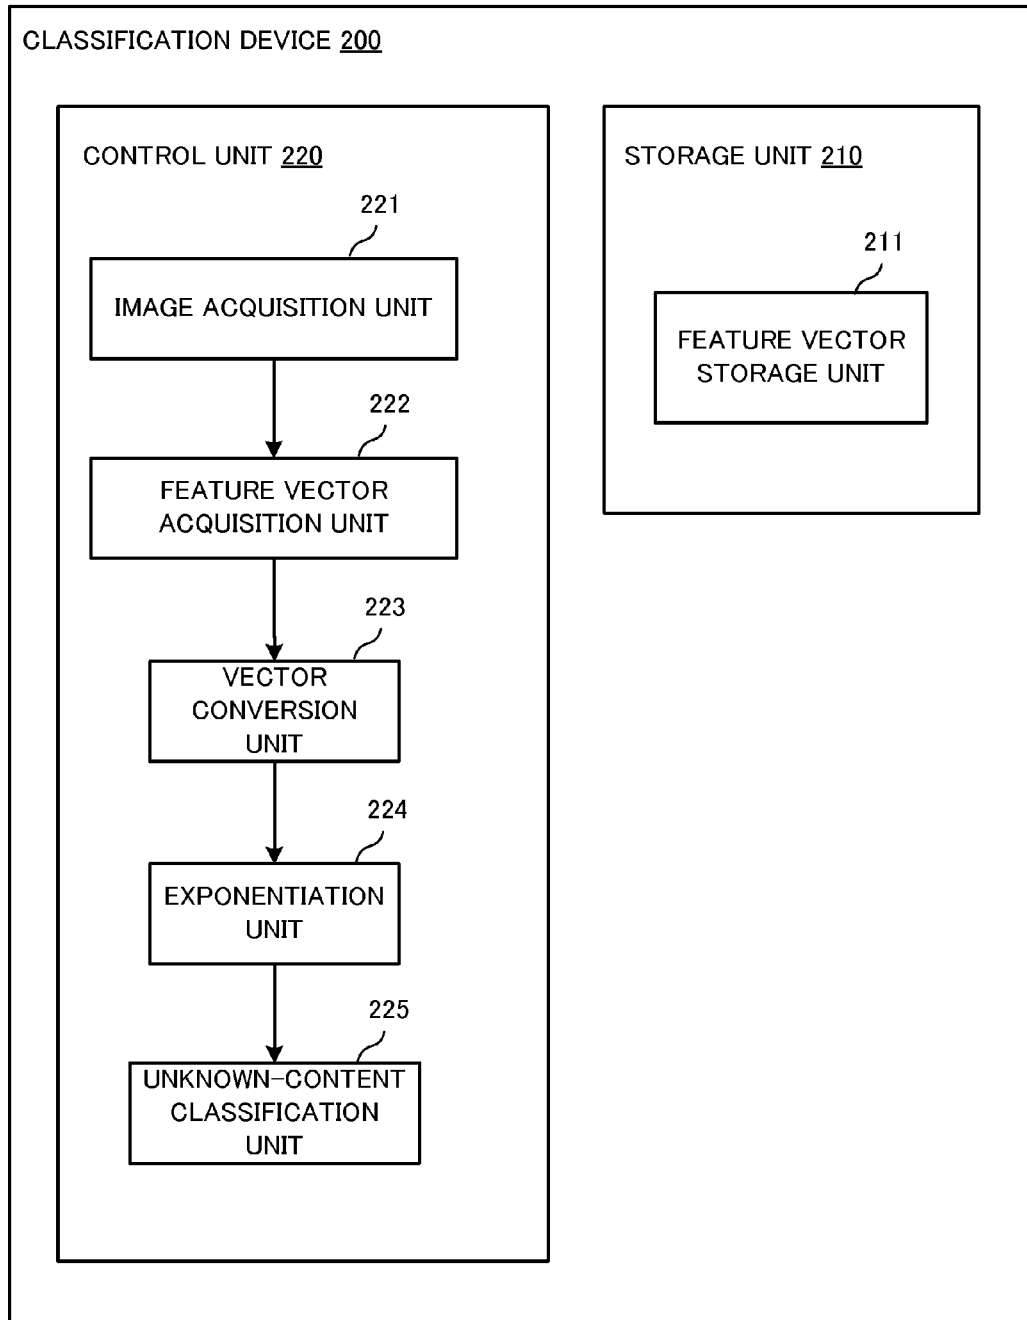 CLASSIFICATION DEVICE 200
CONTROL UNIT 220
221
IMAGE ACQUISITION UNIT
222
FEATURE VECTOR
ACQUISITION UNIT
223
VECTOR
CONVERSION
UNIT
224
EXPONENTIATION
UNIT
225
UNKNOWN-CONTENT
CLASSIFICATION
UNIT
STORAGE UNIT 210
211
FEATURE VECTOR
STORAGE UNIT